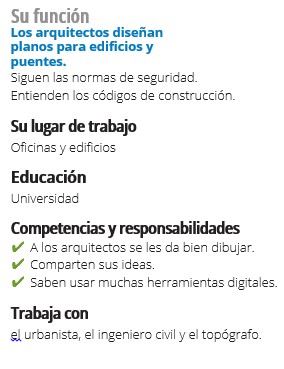 Su función
Los arquitectos diseñan
planos para edificios y
puentes.
Siguen las normas de seguridad.
Entienden los códigos de construcción.
Su lugar de trabajo
Oficinas y edificios
Educación
Universidad
Competencias y responsabilidades
✔ A los arquitectos se les da bien dibujar.
✔ Comparten sus ideas.
✔ Saben usar muchas herramientas digitales.
Trabaja con
el urbanista, el ingeniero civil y el topógrafo.